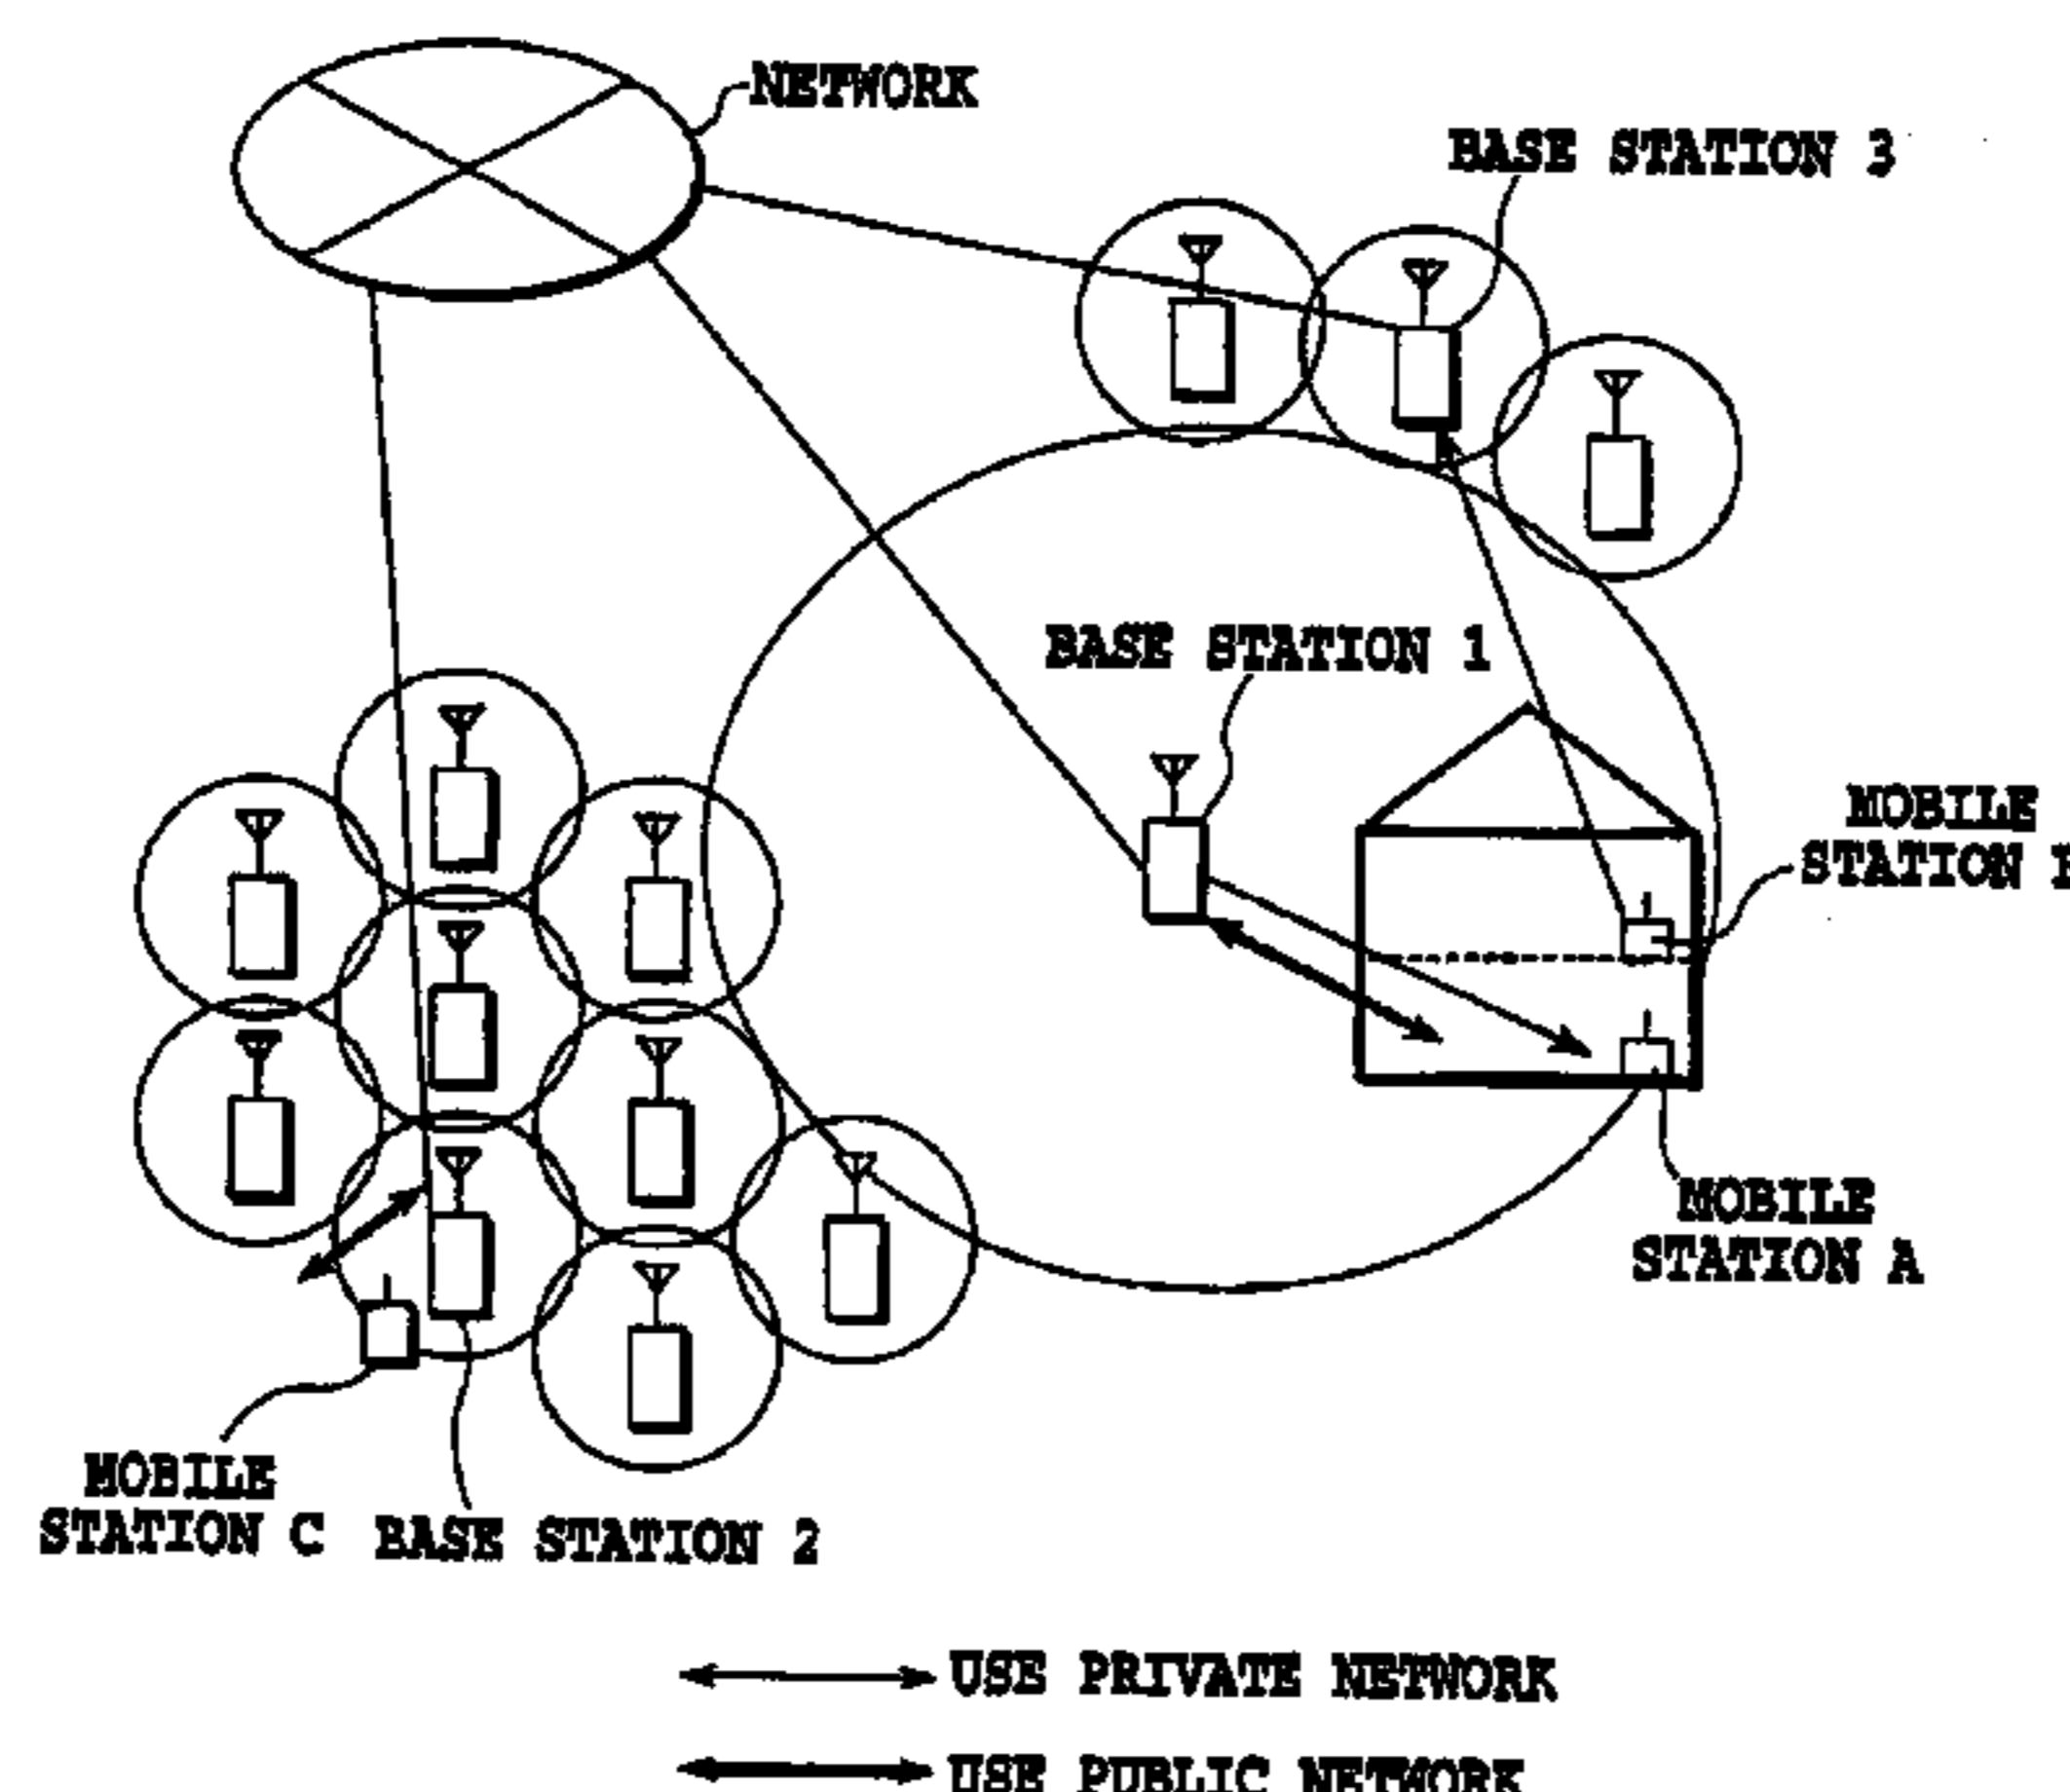 NETWORK
BASE STATION 3
BASE STATION 1
MOBILE
STATION
MOBILE
STATION A
MOBILE
STATION C
BASE STATION 2
USE PRIVATE NETWORK
USE PUBLIC NETWORK